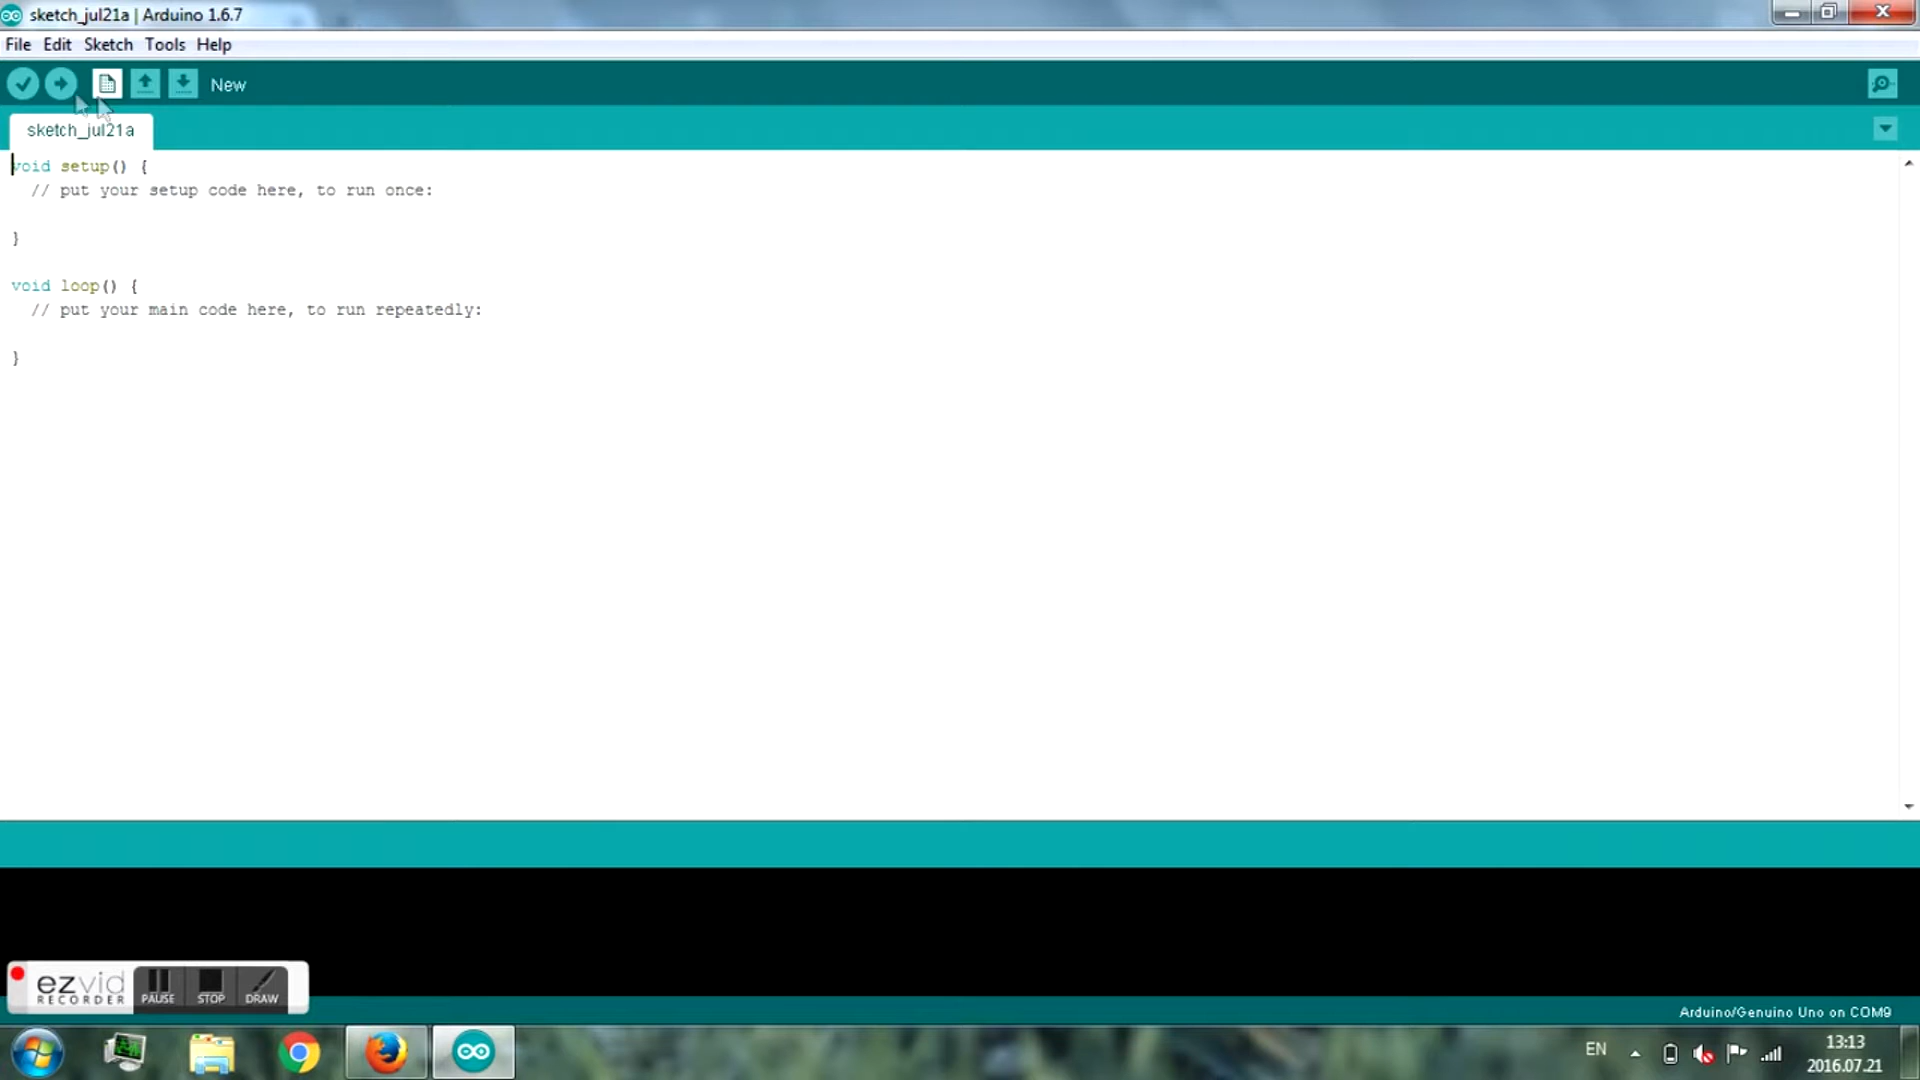 sketch_jul21a | Arduino 1.6.7
File Edit Sketch Tools Help
New
sketch_jul21a
void setup() {
  // put your setup code here, to run once:
}
void loop() {
  // put your main code here, to run repeatedly:
}
ezvid
RECORDER
PAUSE STOP DRAW
Arduino/Genuino Uno on COM9
EN
13:13
2016.07.21